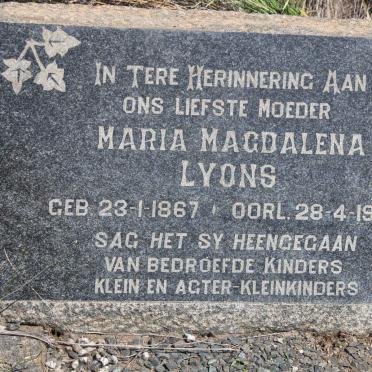 IN TERE HERINNERING AAN
ONS LIEFSTE MOEDER
MARIA MAGDALENA
LYONS
GEB. 23-1-1867 OORL. 28-4-19
SAG HET SY HEENGEGAAN
VAN BEDROEFDE KINDERS
KLEIN EN AGTER-KLEINKINDERS